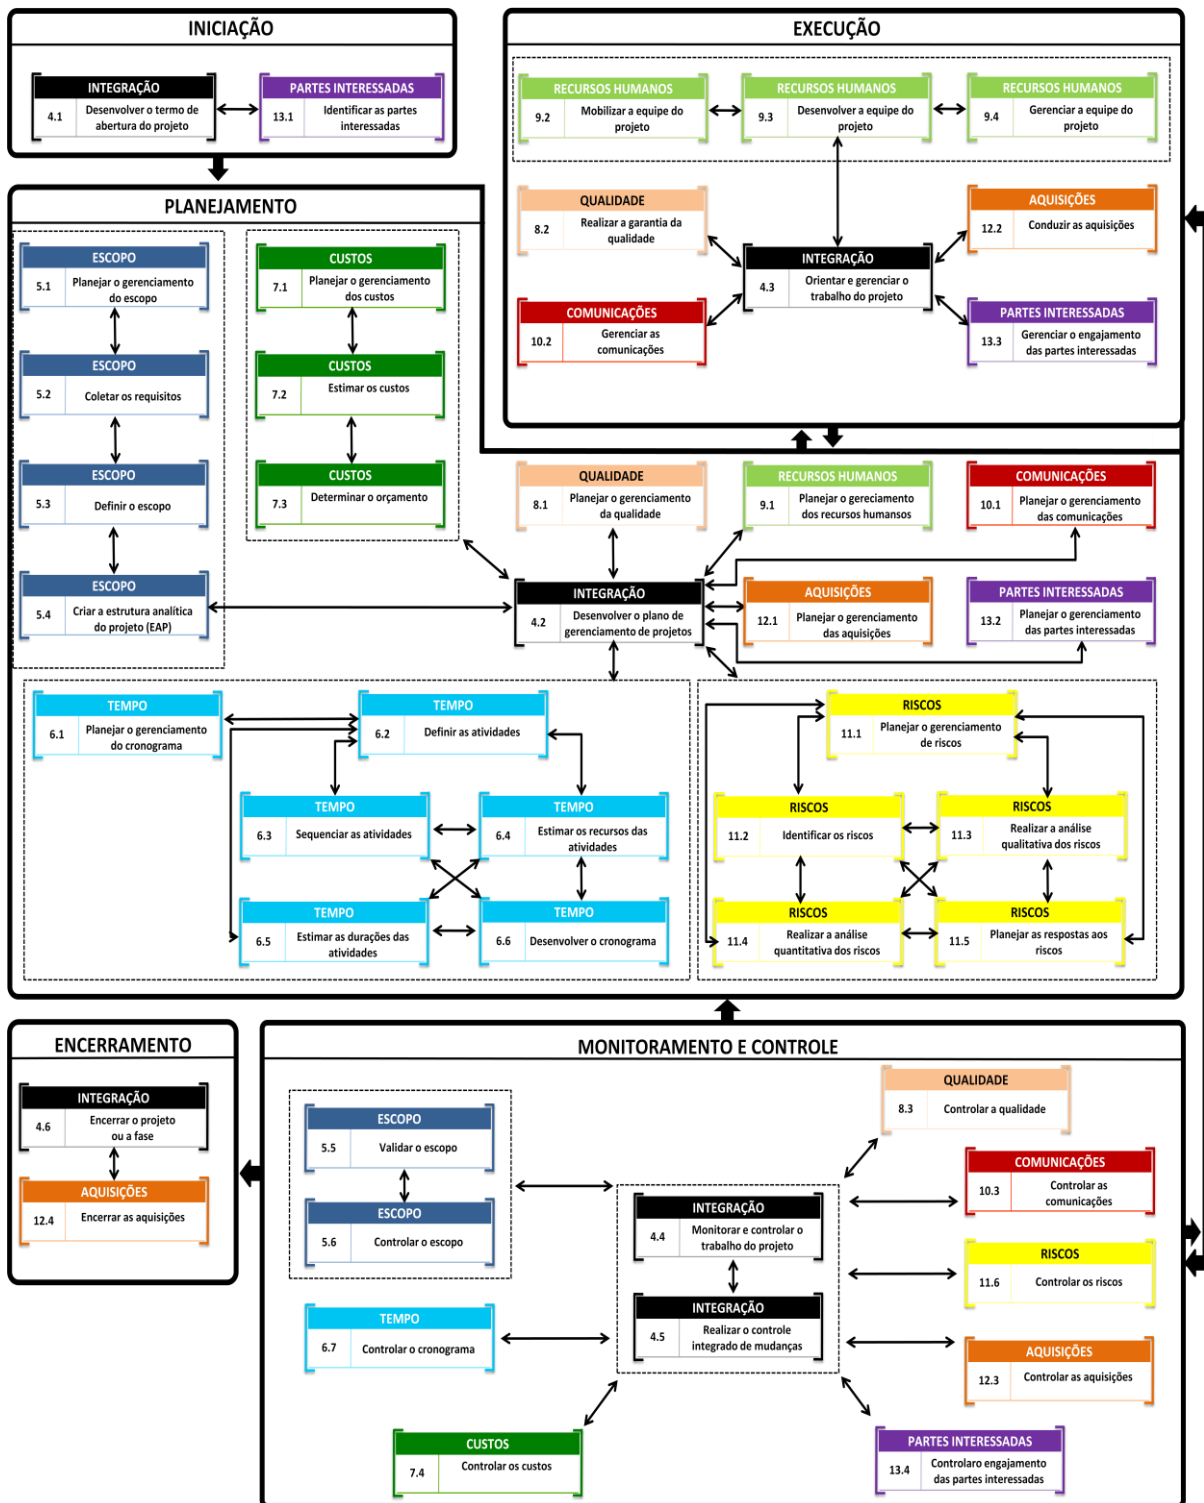 INICIAÇÃO
INTEGRAÇÃO
4.1
Desenvolver o termo de
abertura do projeto
PARTES INTERESSADAS
13.1
Identificar as partes
interessadas
EXECUÇÃO
RECURSOS HUMANOS
9.2
Mobilizar a equipe do
projeto
RECURSOS HUMANOS
9.3
Desenvolver a equipe do
projeto
RECURSOS HUMANOS
9.4
Gerenciar a equipe do
projeto
QUALIDADE
8.2
Realizar a garantia da
qualidade
AQUISIÇÕES
12.2
Conduzir as aquisições
INTEGRAÇÃO
4.3
Orientar e gerenciar o
trabalho do projeto
COMUNICAÇÕES
10.2
Gerenciar as
comunicações
PARTES INTERESSADAS
13.3
Gerenciar o engajamento
das partes interessadas
PLANEJAMENTO
ESCOPO
5.1
Planejar o gerenciamento
do escopo
ESCOPO
5.2
Coletar os requisitos
ESCOPO
5.3
Definir o escopo
ESCOPO
5.4
Criar a estrutura analítica
do projeto (EAP)
CUSTOS
7.1
Planejar o gerenciamento
dos custos
CUSTOS
7.2
Estimar os custos
CUSTOS
7.3
Determinar o orçamento
QUALIDADE
8.1
Planejar o gerenciamento
da qualidade
RECURSOS HUMANOS
9.1
Planejar o gereciamento
dos recursos humansos
COMUNICAÇÕES
10.1
Planejar o gerenciamento
das comunicações
INTEGRAÇÃO
4.2
Desenvolver o plano de
gerenciamento de projetos
AQUISIÇÕES
12.1
Planejar o gerenciamento
das aquisições
PARTES INTERESSADAS
13.2
Planejar o gerenciamento
das partes interessadas
TEMPO
6.1
Planejar o gerenciamento
do cronograma
TEMPO
6.2
Definir as atividades
TEMPO
6.3
Sequenciar as atividades
TEMPO
6.4
Estimar os recursos das
atividades
TEMPO
6.5
Estimar as durações das
atividades
TEMPO
6.6
Desenvolver o cronograma
RISCOS
11.1
Planejar o gerenciamento
de riscos
RISCOS
11.2
Identificar os riscos
RISCOS
11.3
Realizar a análise
qualitativa dos riscos
RISCOS
11.4
Realizar a análise
quantitativa dos riscos
RISCOS
11.5
Planejar as respostas aos
riscos
ENCERRAMENTO
INTEGRAÇÃO
4.6
Encerrar o projeto
ou a fase
AQUISIÇÕES
12.4
Encerrar as aquisições
MONITORAMENTO E CONTROLE
ESCOPO
5.5
Validar o escopo
ESCOPO
5.6
Controlar o escopo
TEMPO
6.7
Controlar o cronograma
CUSTOS
7.4
Controlar os custos
INTEGRAÇÃO
4.4
Monitorar e controlar o
trabalho do projeto
INTEGRAÇÃO
4.5
Realizar o controle
integrado de mudanças
QUALIDADE
8.3
Controlar a qualidade
COMUNICAÇÕES
10.3
Controlar as
comunicações
RISCOS
11.6
Controlar os riscos
AQUISIÇÕES
12.3
Controlar as aquisições
PARTES INTERESSADAS
13.4
Controlaro engajamento
das partes interessadas